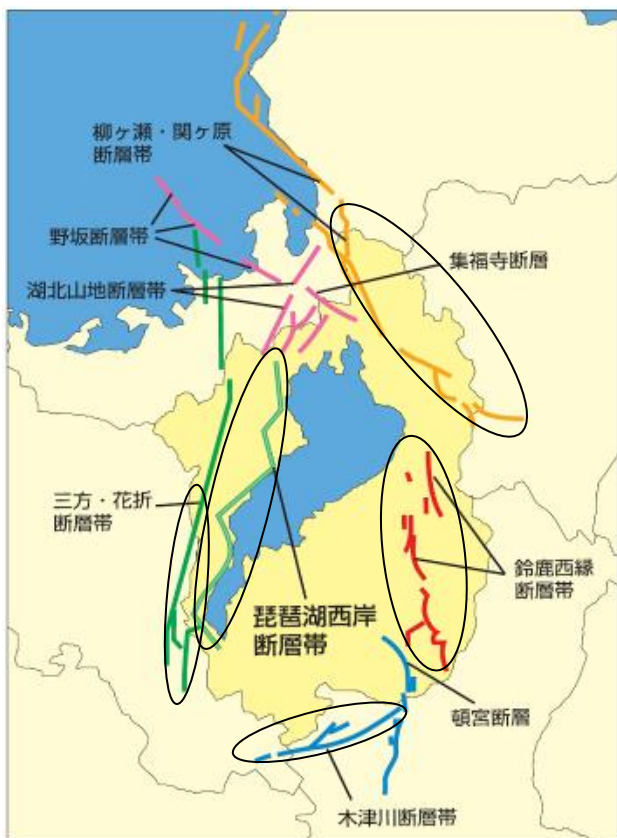 柳ヶ瀬・関ヶ原
断層帯
野坂断層帯
集福寺断層
湖北山地断層帯
三方・花折
断層帯
鈴鹿西縁
断層帯
琵琶湖西岸
断層帯
頓宮断層
木津川断層帯